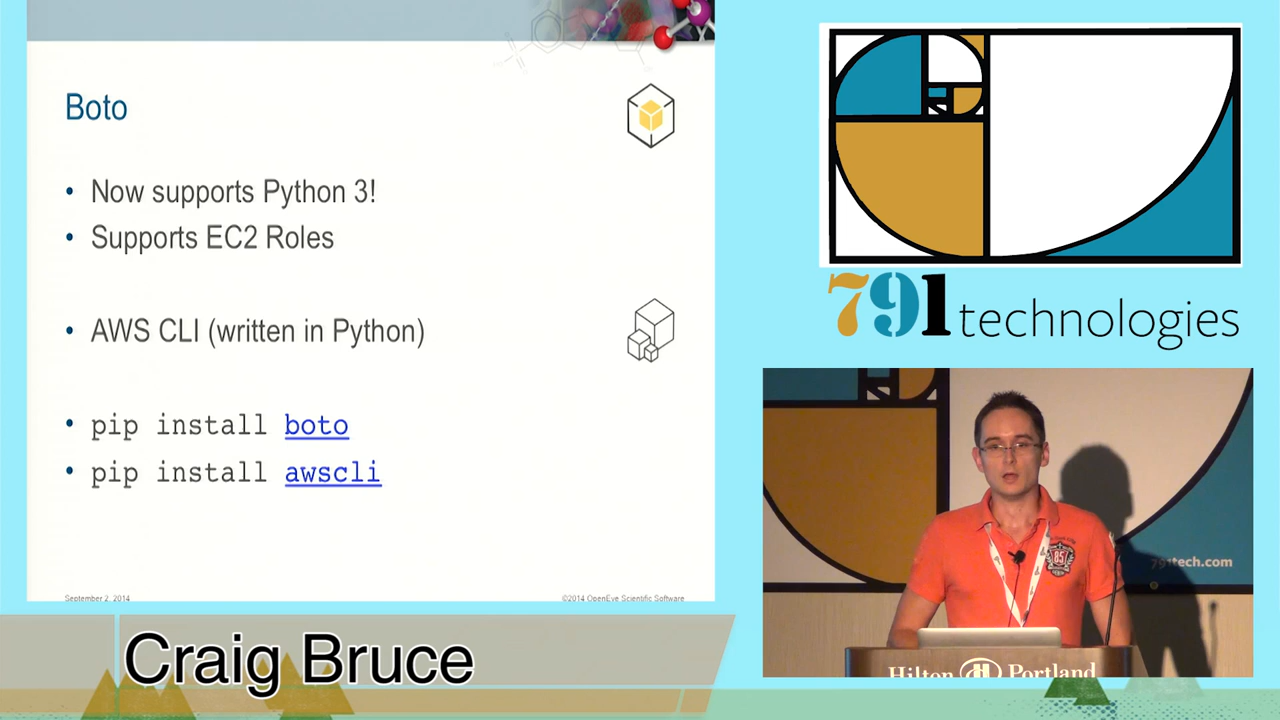 Boto
• Now supports Python 3!
• Supports EC2 Roles
• AWS CLI (written in Python)
• pip install boto
• pip install awscli
September 2, 2014
©2014 OpenEye Scientific Software
Craig Bruce
791 technologies
85
791tech.com
Hilton Portland